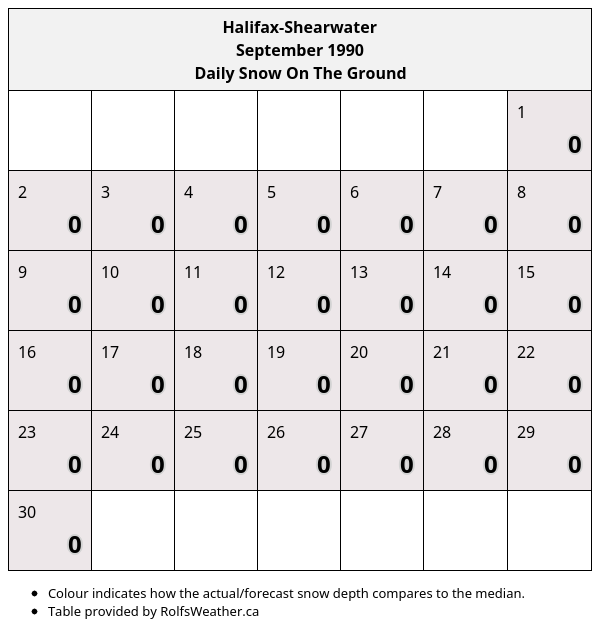 Halifax-Shearwater
September 1990
Daily Snow On The Ground
1
0
2 3 4 5 6 7 8
0 0 0 0 0 0 0
9 10 11 12 13 14 15
0 0 0 0 0 0 0
16 17 18 19 20 21 22
0 0 0 0 0 0 0
23 24 25 26 27 28 29
0 0 0 0 0 0 0
30
0
• Colour indicates how the actual/forecast snow depth compares to the median.
• Table provided by RolfsWeather.ca